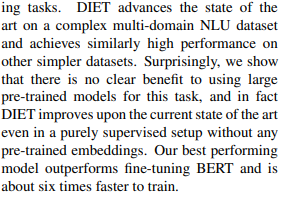 ing tasks. DIET advances the state of the
art on a complex multi-domain NLU dataset
and achieves similarly high performance on
other simpler datasets. Surprisingly, we show
that there is no clear benefit to using large
pre-trained models for this task, and in fact
DIET improves upon the current state of the art
even in a purely supervised setup without any
pre-trained embeddings. Our best performing
model outperforms fine-tuning BERT and is
about six times faster to train.